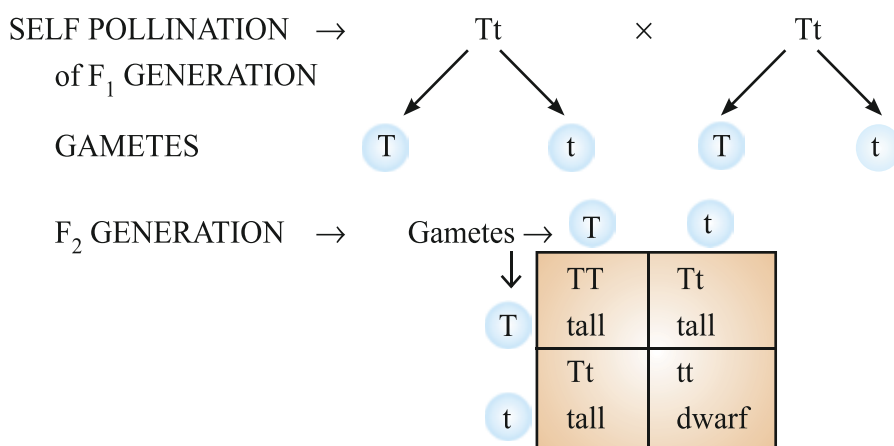 SELF POLLINATION → Tt × Tt
of F₁ GENERATION
GAMETES T t T t
F₂ GENERATION → Gametes → T t
TT Tt
T tall tall
Tt tt
t tall dwarf